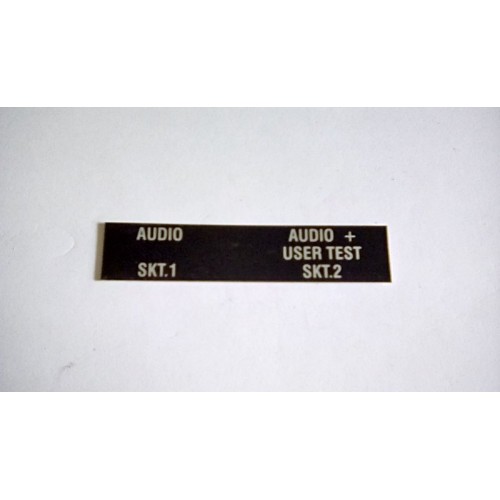 AUDIO
SKT.1
AUDIO +
USER TEST
SKT.2